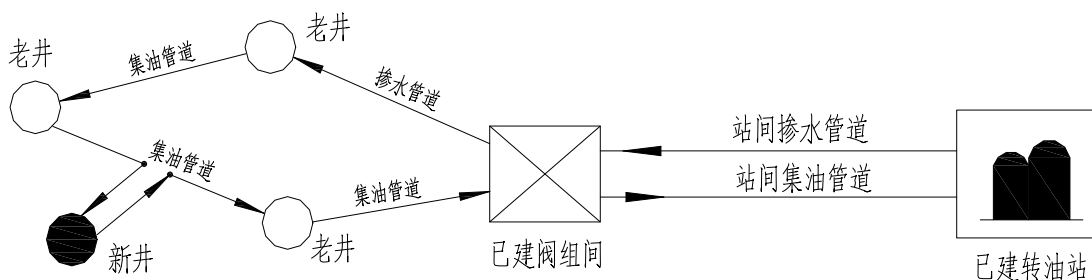 老井
集油管道
老井
掺水管道
站间掺水管道
集油管道
集油管道
站间集油管道
新井
老井
已建阀组间
已建转油站